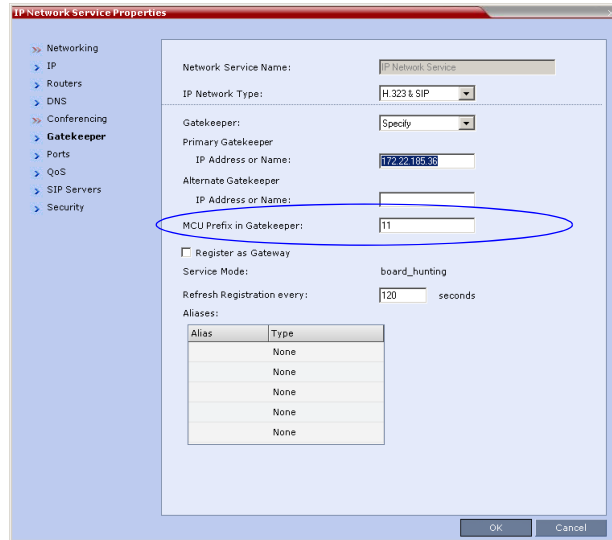 IP Network Service Properties
Networking
IP
Routers
DNS
Conferencing
Gatekeeper
Ports
QoS
SIP Servers
Security
Network Service Name: IP Network Service
IP Network Type: H.323 & SIP
Gatekeeper: Specify
Primary Gatekeeper
IP Address or Name: 172.22.185.36
Alternate Gatekeeper
IP Address or Name:
MCU Prefix in Gatekeeper: 11
Register as Gateway
Service Mode: board_hunting
Refresh Registration every: 120 seconds
Aliases:
Alias Type
None
None
None
None
None
OK Cancel